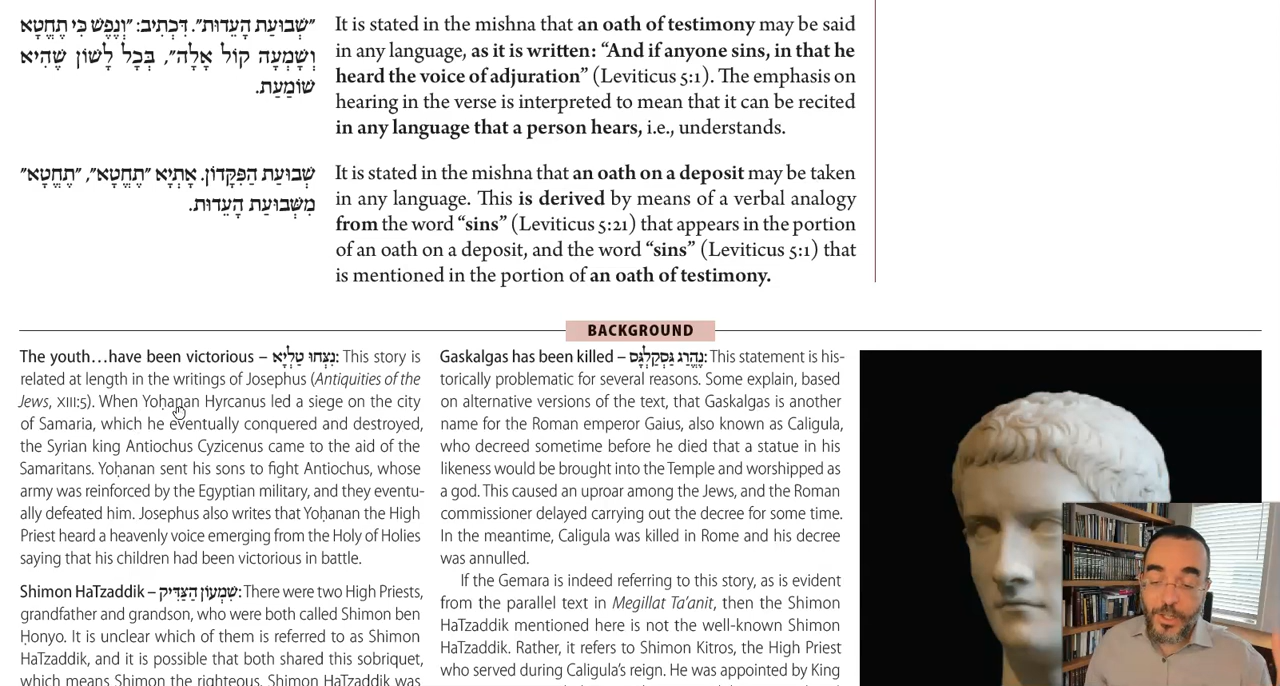 ״שְׁבוּעַת הָעֵדוּת״. דִּכְתִיב: ״וְנֶפֶשׁ כִּי תֶחֱטָא
וְשָׁמְעָה קוֹל אָלָה״, בְּכָל לָשׁוֹן שֶׁהִיא
שׁוֹמַעַת.
It is stated in the mishna that an oath of testimony may be said
in any language, as it is written: “And if anyone sins, in that he
heard the voice of adjuration” (Leviticus 5:1). The emphasis on
hearing in the verse is interpreted to mean that it can be recited
in any language that a person hears, i.e., understands.
שְׁבוּעַת הַפִּקָּדוֹן. אָתְיָא ״תֶּחֱטָא״, ״תֶּחֱטָא״
מִשְּׁבוּעַת הָעֵדוּת.
It is stated in the mishna that an oath on a deposit may be taken
in any language. This is derived by means of a verbal analogy
from the word “sins” (Leviticus 5:21) that appears in the portion
of an oath on a deposit, and the word “sins” (Leviticus 5:1) that
is mentioned in the portion of an oath of testimony.
BACKGROUND
The youth…have been victorious – נִצְּחוּ טַלְיָא: This story is
related at length in the writings of Josephus (Antiquities of the
Jews, XIII:5). When Yoḥanan Hyrcanus led a siege on the city
of Samaria, which he eventually conquered and destroyed,
the Syrian king Antiochus Cyzicenus came to the aid of the
Samaritans. Yoḥanan sent his sons to fight Antiochus, whose
army was reinforced by the Egyptian military, and they eventu-
ally defeated him. Josephus also writes that Yoḥanan the High
Priest heard a heavenly voice emerging from the Holy of Holies
saying that his children had been victorious in battle.
Shimon HaTzaddik – שִׁמְעוֹן הַצַּדִּיק: There were two High Priests,
grandfather and grandson, who were both called Shimon ben
Ḥonyo. It is unclear which of them is referred to as Shimon
HaTzaddik, and it is possible that both shared this sobriquet,
which means Shimon the righteous. Shimon HaTzaddik was
Gaskalgas has been killed – נֶהֱרַג גַּסְקַלְגַּס: This statement is his-
torically problematic for several reasons. Some explain, based
on alternative versions of the text, that Gaskalgas is another
name for the Roman emperor Gaius, also known as Caligula,
who decreed sometime before he died that a statue in his
likeness would be brought into the Temple and worshipped as
a god. This caused an uproar among the Jews, and the Roman
commissioner delayed carrying out the decree for some time.
In the meantime, Caligula was killed in Rome and his decree
was annulled.
If the Gemara is indeed referring to this story, as is evident
from the parallel text in Megillat Ta’anit, then the Shimon
HaTzaddik mentioned here is not the well-known Shimon
HaTzaddik. Rather, it refers to Shimon Kitros, the High Priest
who served during Caligula’s reign. He was appointed by King